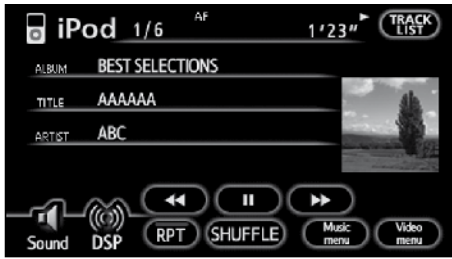 iPod 1/6 AF 1'23" TRACK LIST
ALBUM BEST SELECTIONS
TITLE AAAAAA
ARTIST ABC
Sound DSP RPT SHUFFLE Music menu Video menu